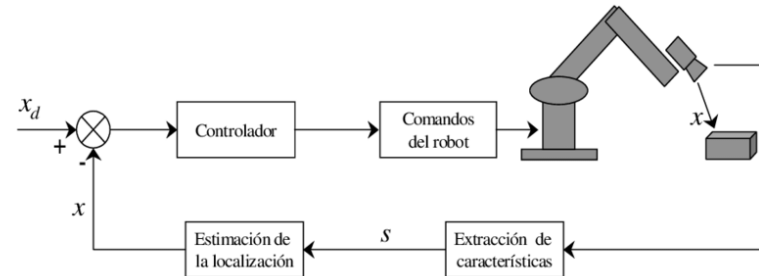 x_d
+
-
Controlador
Comandos
del robot
x
x
Estimación de
la localización
s
Extracción de
características